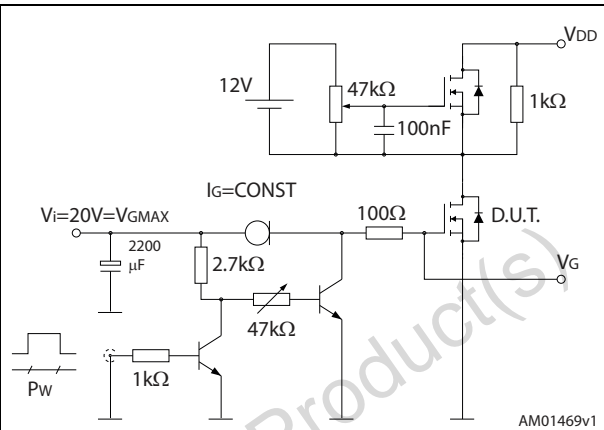 VDD
12V
47kΩ
1kΩ
100nF
IG=CONST
Vi=20V=VGMAX
100Ω
D.U.T.
2200
μF
2.7kΩ
VG
47kΩ
1kΩ
PW
Product(s)
AM01469v1